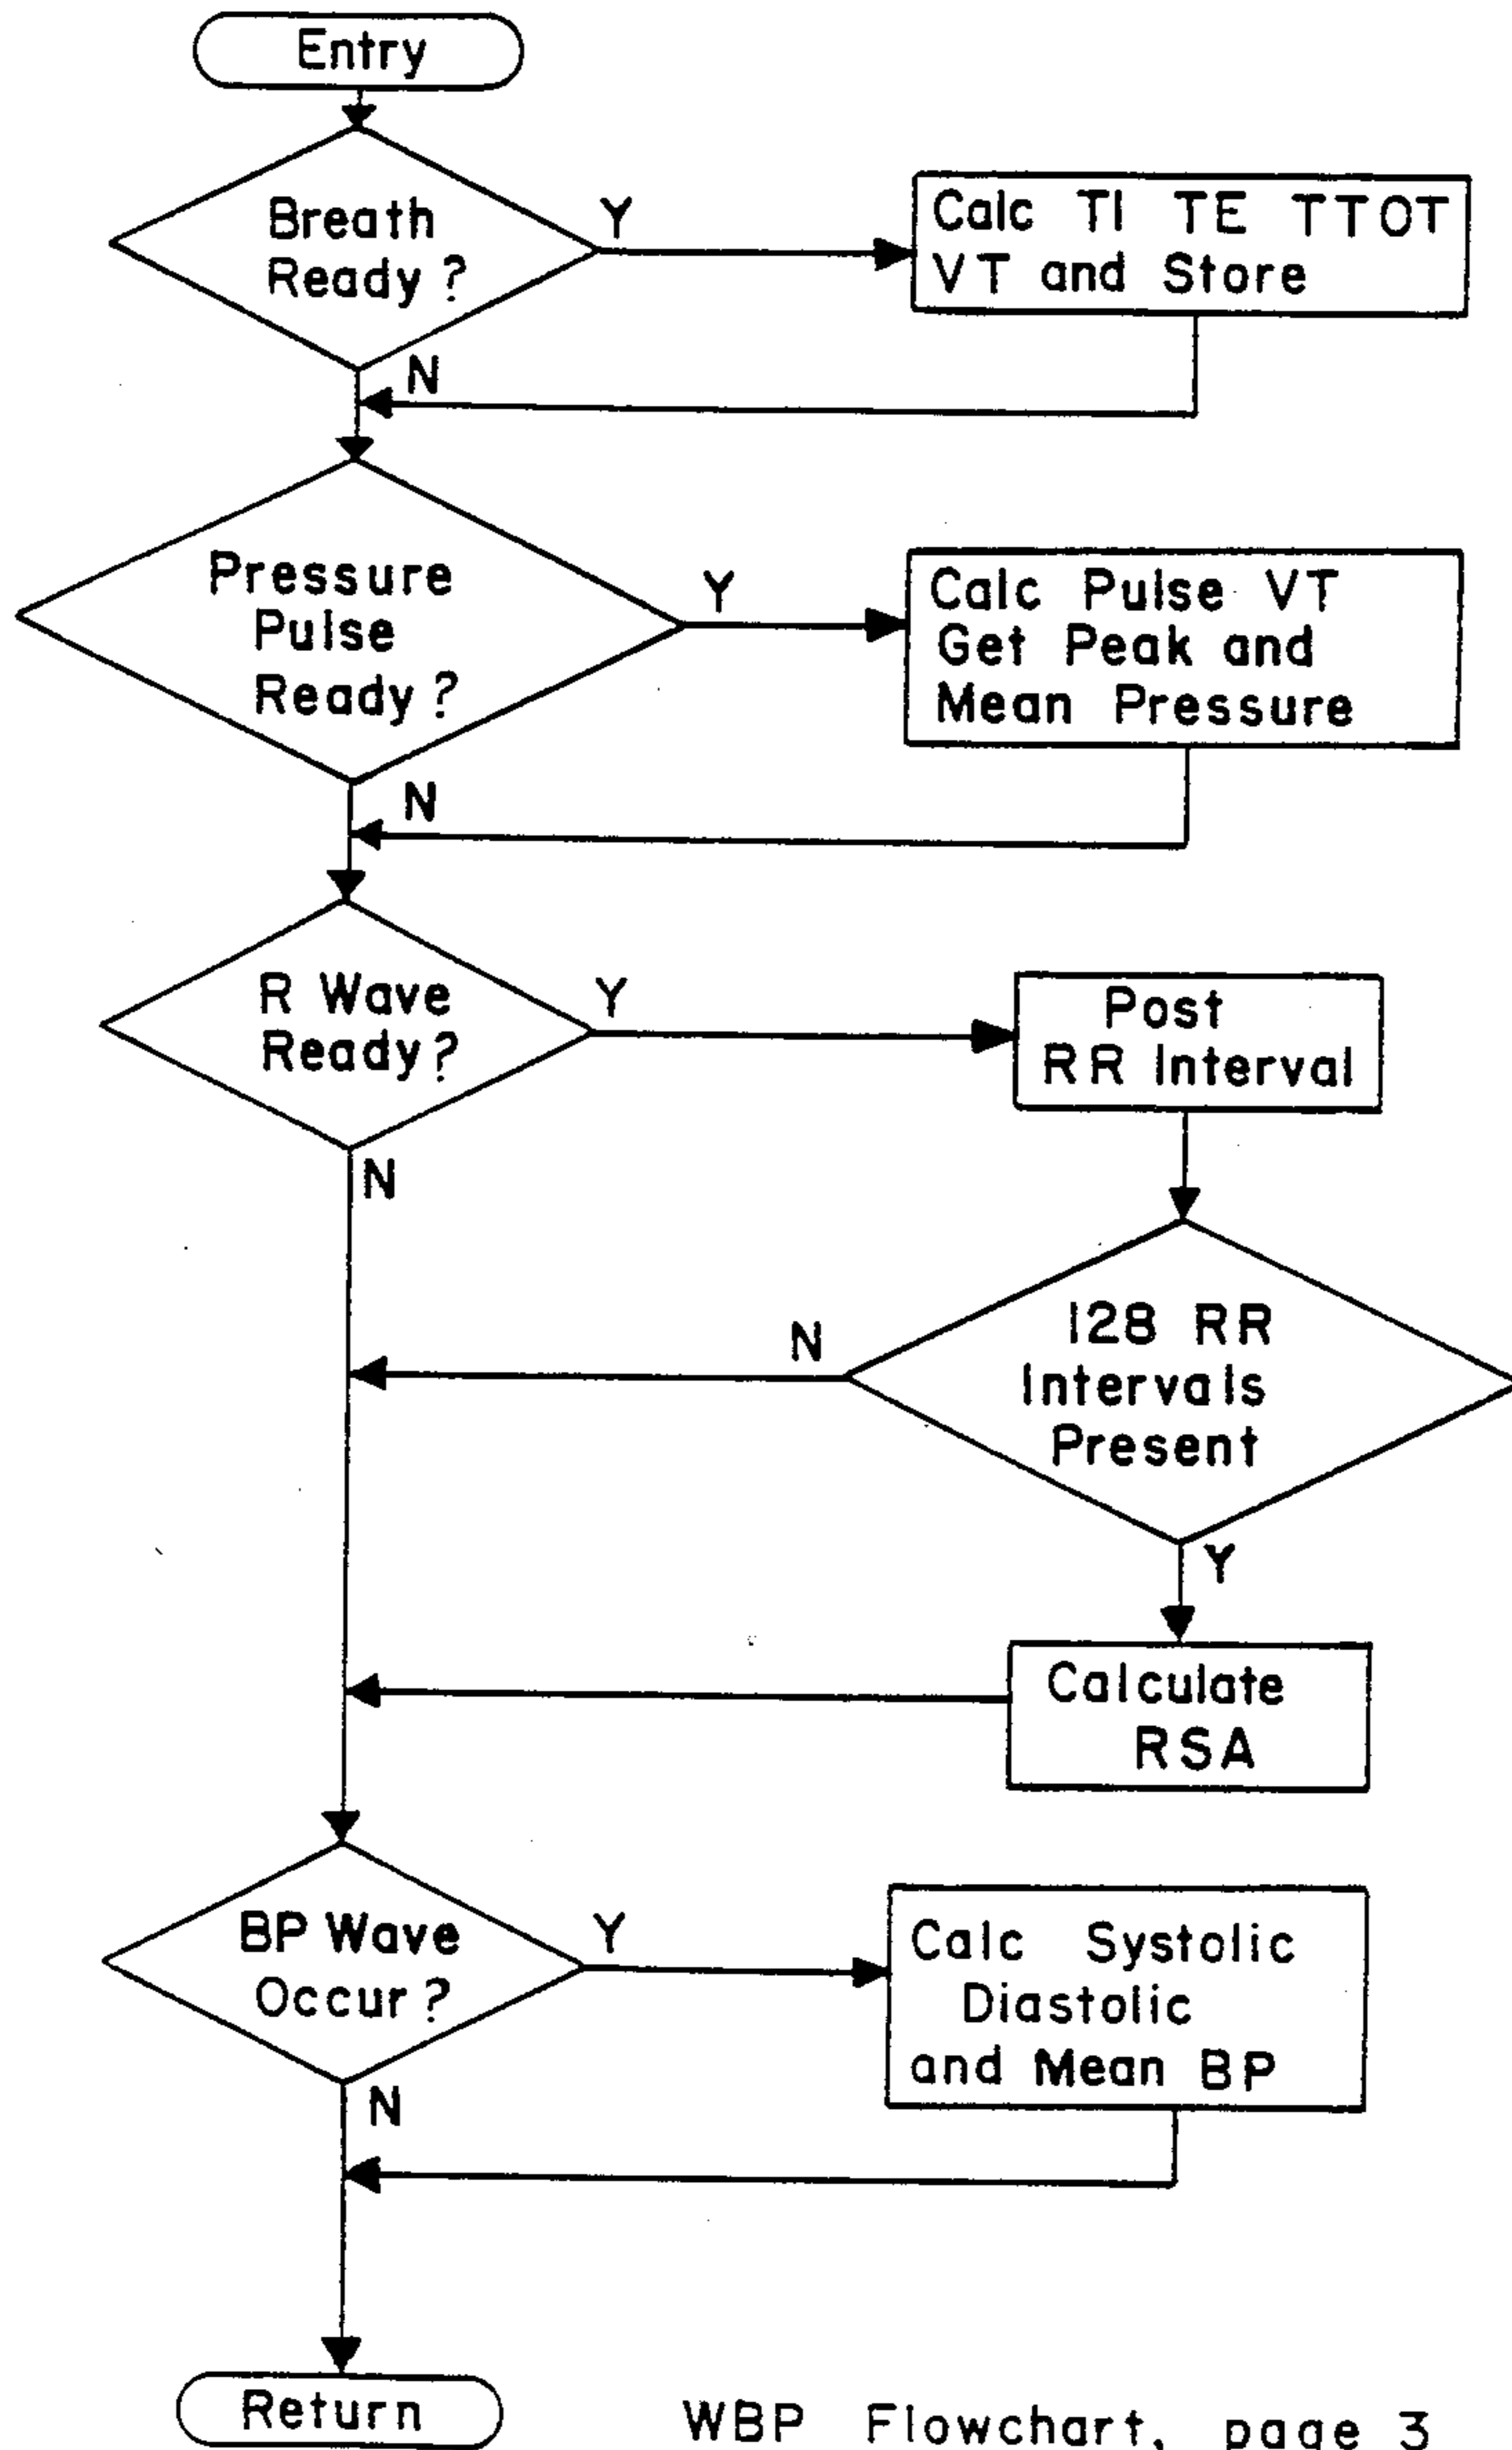 Entry
Breath
Ready?
Y
Calc TI TE TTOT
VT and Store
N
Pressure
Pulse
Ready?
Y
Calc Pulse VT
Get Peak and
Mean Pressure
N
R Wave
Ready?
Y
Post
RR Interval
N
128 RR
Intervals
Present
N
Y
Calculate
RSA
BP Wave
Occur?
Y
Calc Systolic
Diastolic
and Mean BP
N
Return
WBP Flowchart, page 3